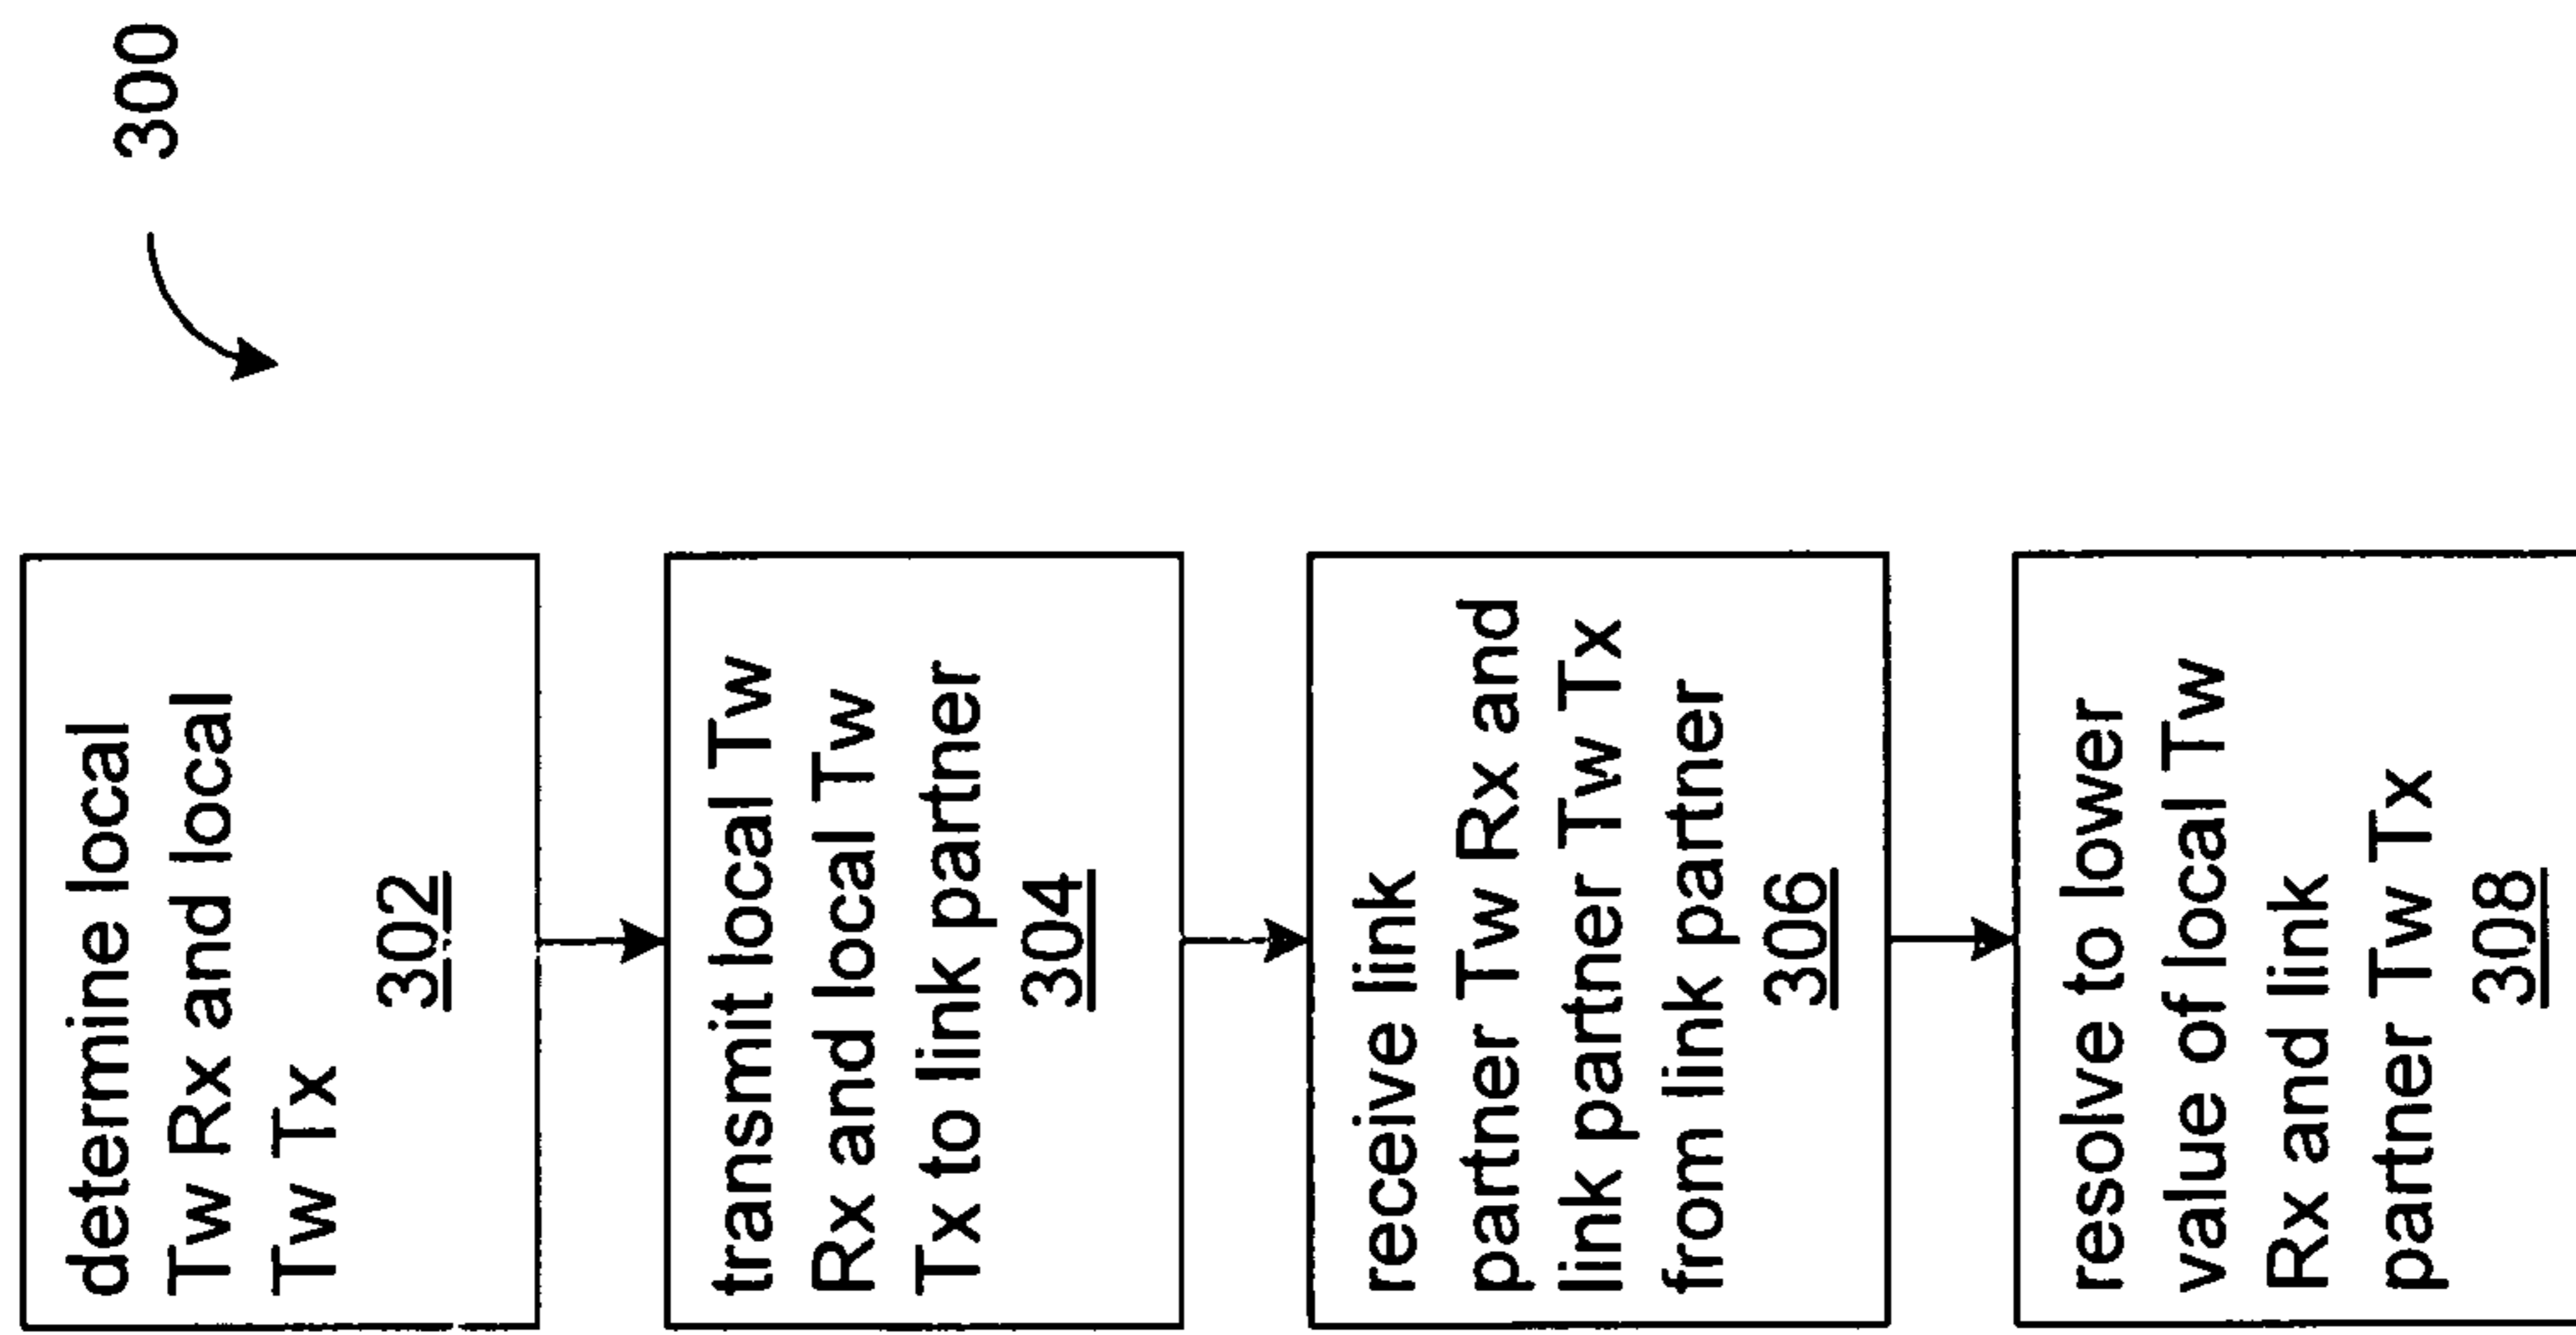 300
determine local
Tw Rx and local
Tw Tx
302
transmit local Tw
Rx and local Tw
Tx to link partner
304
receive link
partner Tw Rx and
link partner Tw Tx
from link partner
306
resolve to lower
value of local Tw
Rx and link
partner Tw Tx
308